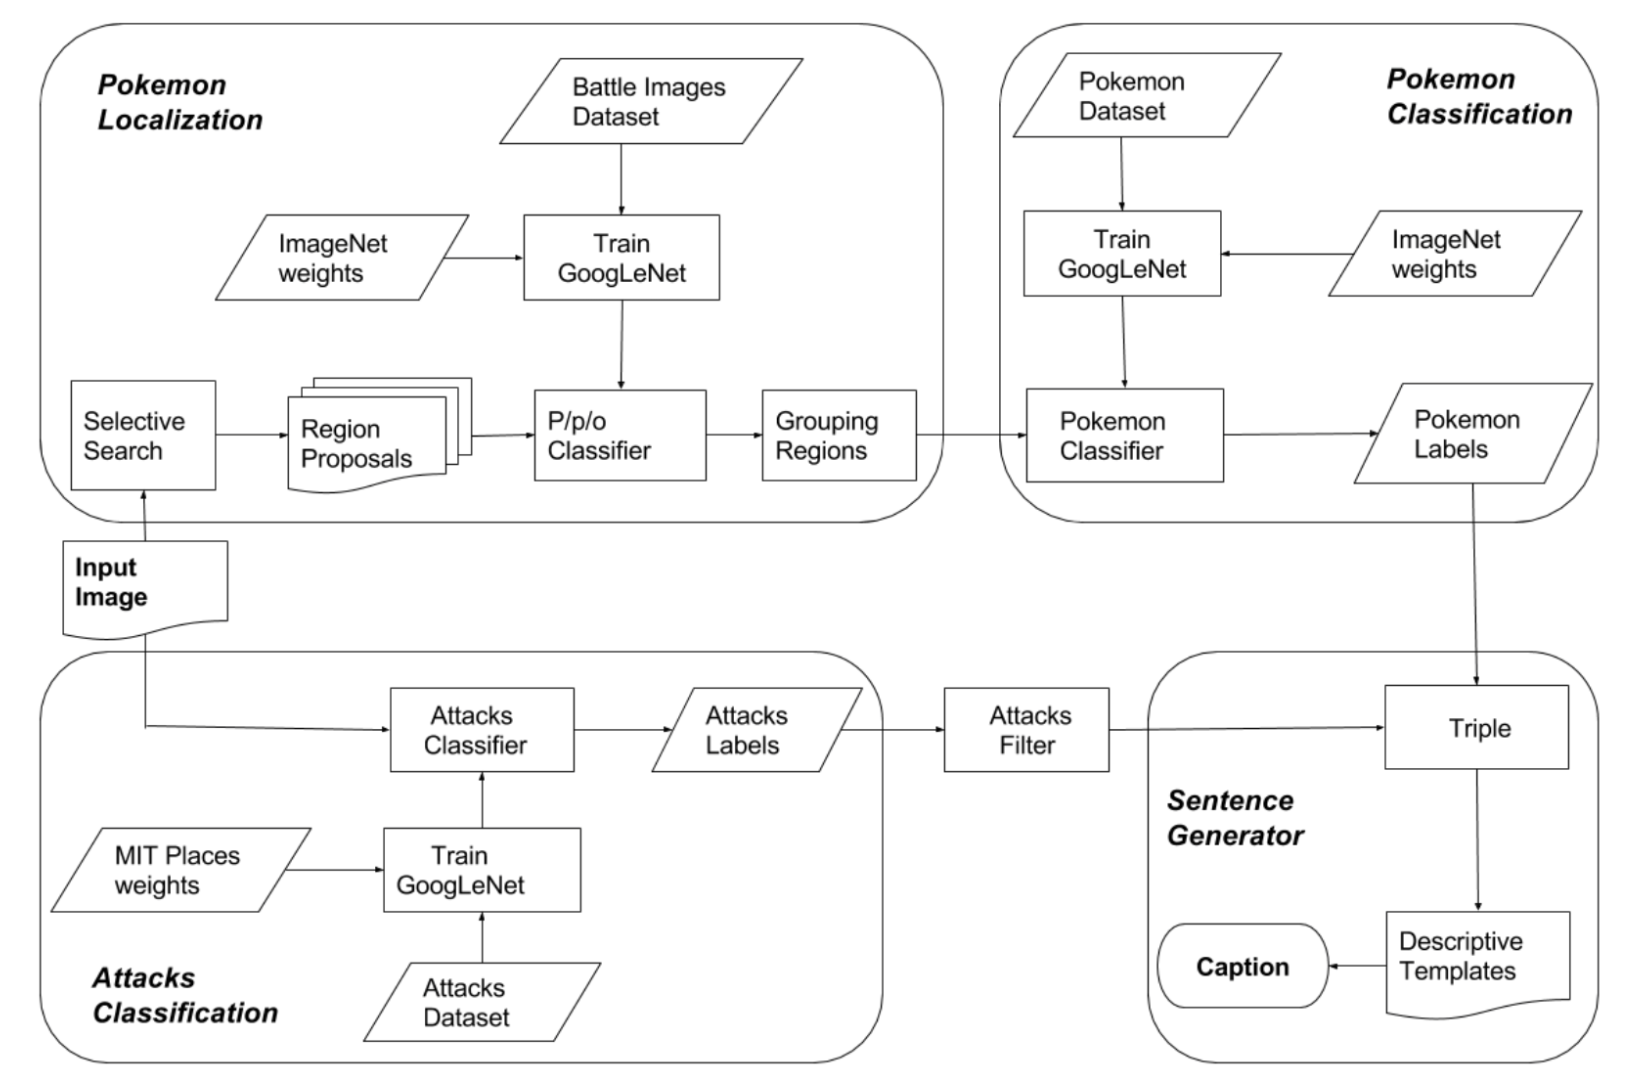 Pokemon
Localization
Battle Images
Dataset
ImageNet
weights
Train
GoogLeNet
Selective
Search
Region
Proposals
P/p/o
Classifier
Grouping
Regions
Pokemon
Dataset
Pokemon
Classification
Train
GoogLeNet
ImageNet
weights
Pokemon
Classifier
Pokemon
Labels
Input
Image
Attacks
Classifier
Attacks
Labels
Attacks
Filter
MIT Places
weights
Train
GoogLeNet
Attacks
Classification
Attacks
Dataset
Triple
Sentence
Generator
Descriptive
Templates
Caption